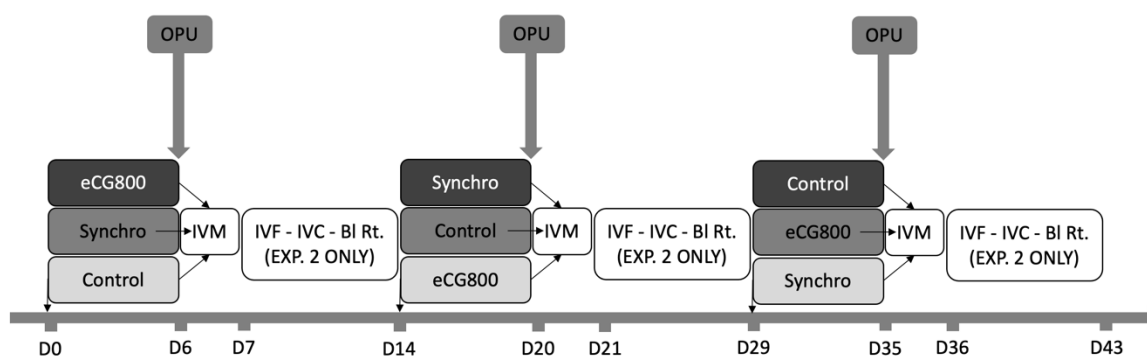 OPU
OPU
OPU
eCG800
Synchro
Control
Synchro
IVM
IVF - IVC - Bl Rt.
(EXP. 2 ONLY)
Control
IVM
IVF - IVC - Bl Rt.
(EXP. 2 ONLY)
eCG800
IVM
IVF - IVC - Bl Rt.
(EXP. 2 ONLY)
Control
eCG800
Synchro
D0
D6
D7
D14
D20
D21
D29
D35
D36
D43